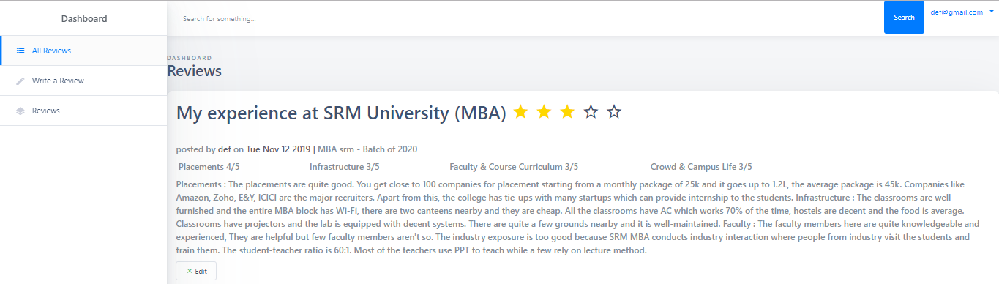 Dashboard
Search for something...
Search
def@gmail.com
All Reviews
Write a Review
Reviews
DASHBOARD
Reviews
My experience at SRM University (MBA)
posted by def on Tue Nov 12 2019 | MBA srm - Batch of 2020
Placements 4/5 Infrastructure 3/5 Faculty & Course Curriculum 3/5 Crowd & Campus Life 3/5
Placements : The placements are quite good. You get close to 100 companies for placement starting from a monthly package of 25k and it goes up to 1.2L, the average package is 45k. Companies like
Amazon, Zoho, E&Y, ICICI are the major recruiters. Apart from this, the college has tie-ups with many startups which can provide internship to the students. Infrastructure : The classrooms are well
furnished and the entire MBA block has Wi-Fi, there are two canteens nearby and they are cheap. All the classrooms have AC which works 70% of the time, hostels are decent and the food is average.
Classrooms have projectors and the lab is equipped with decent systems. There are quite a few grounds nearby and it is well-maintained. Faculty : The faculty members here are quite knowledgeable and
experienced, They are helpful but few faculty members aren't so. The industry exposure is too good because SRM MBA conducts industry interaction where people from industry visit the students and
train them. The student-teacher ratio is 60:1. Most of the teachers use PPT to teach while a few rely on lecture method.
Edit